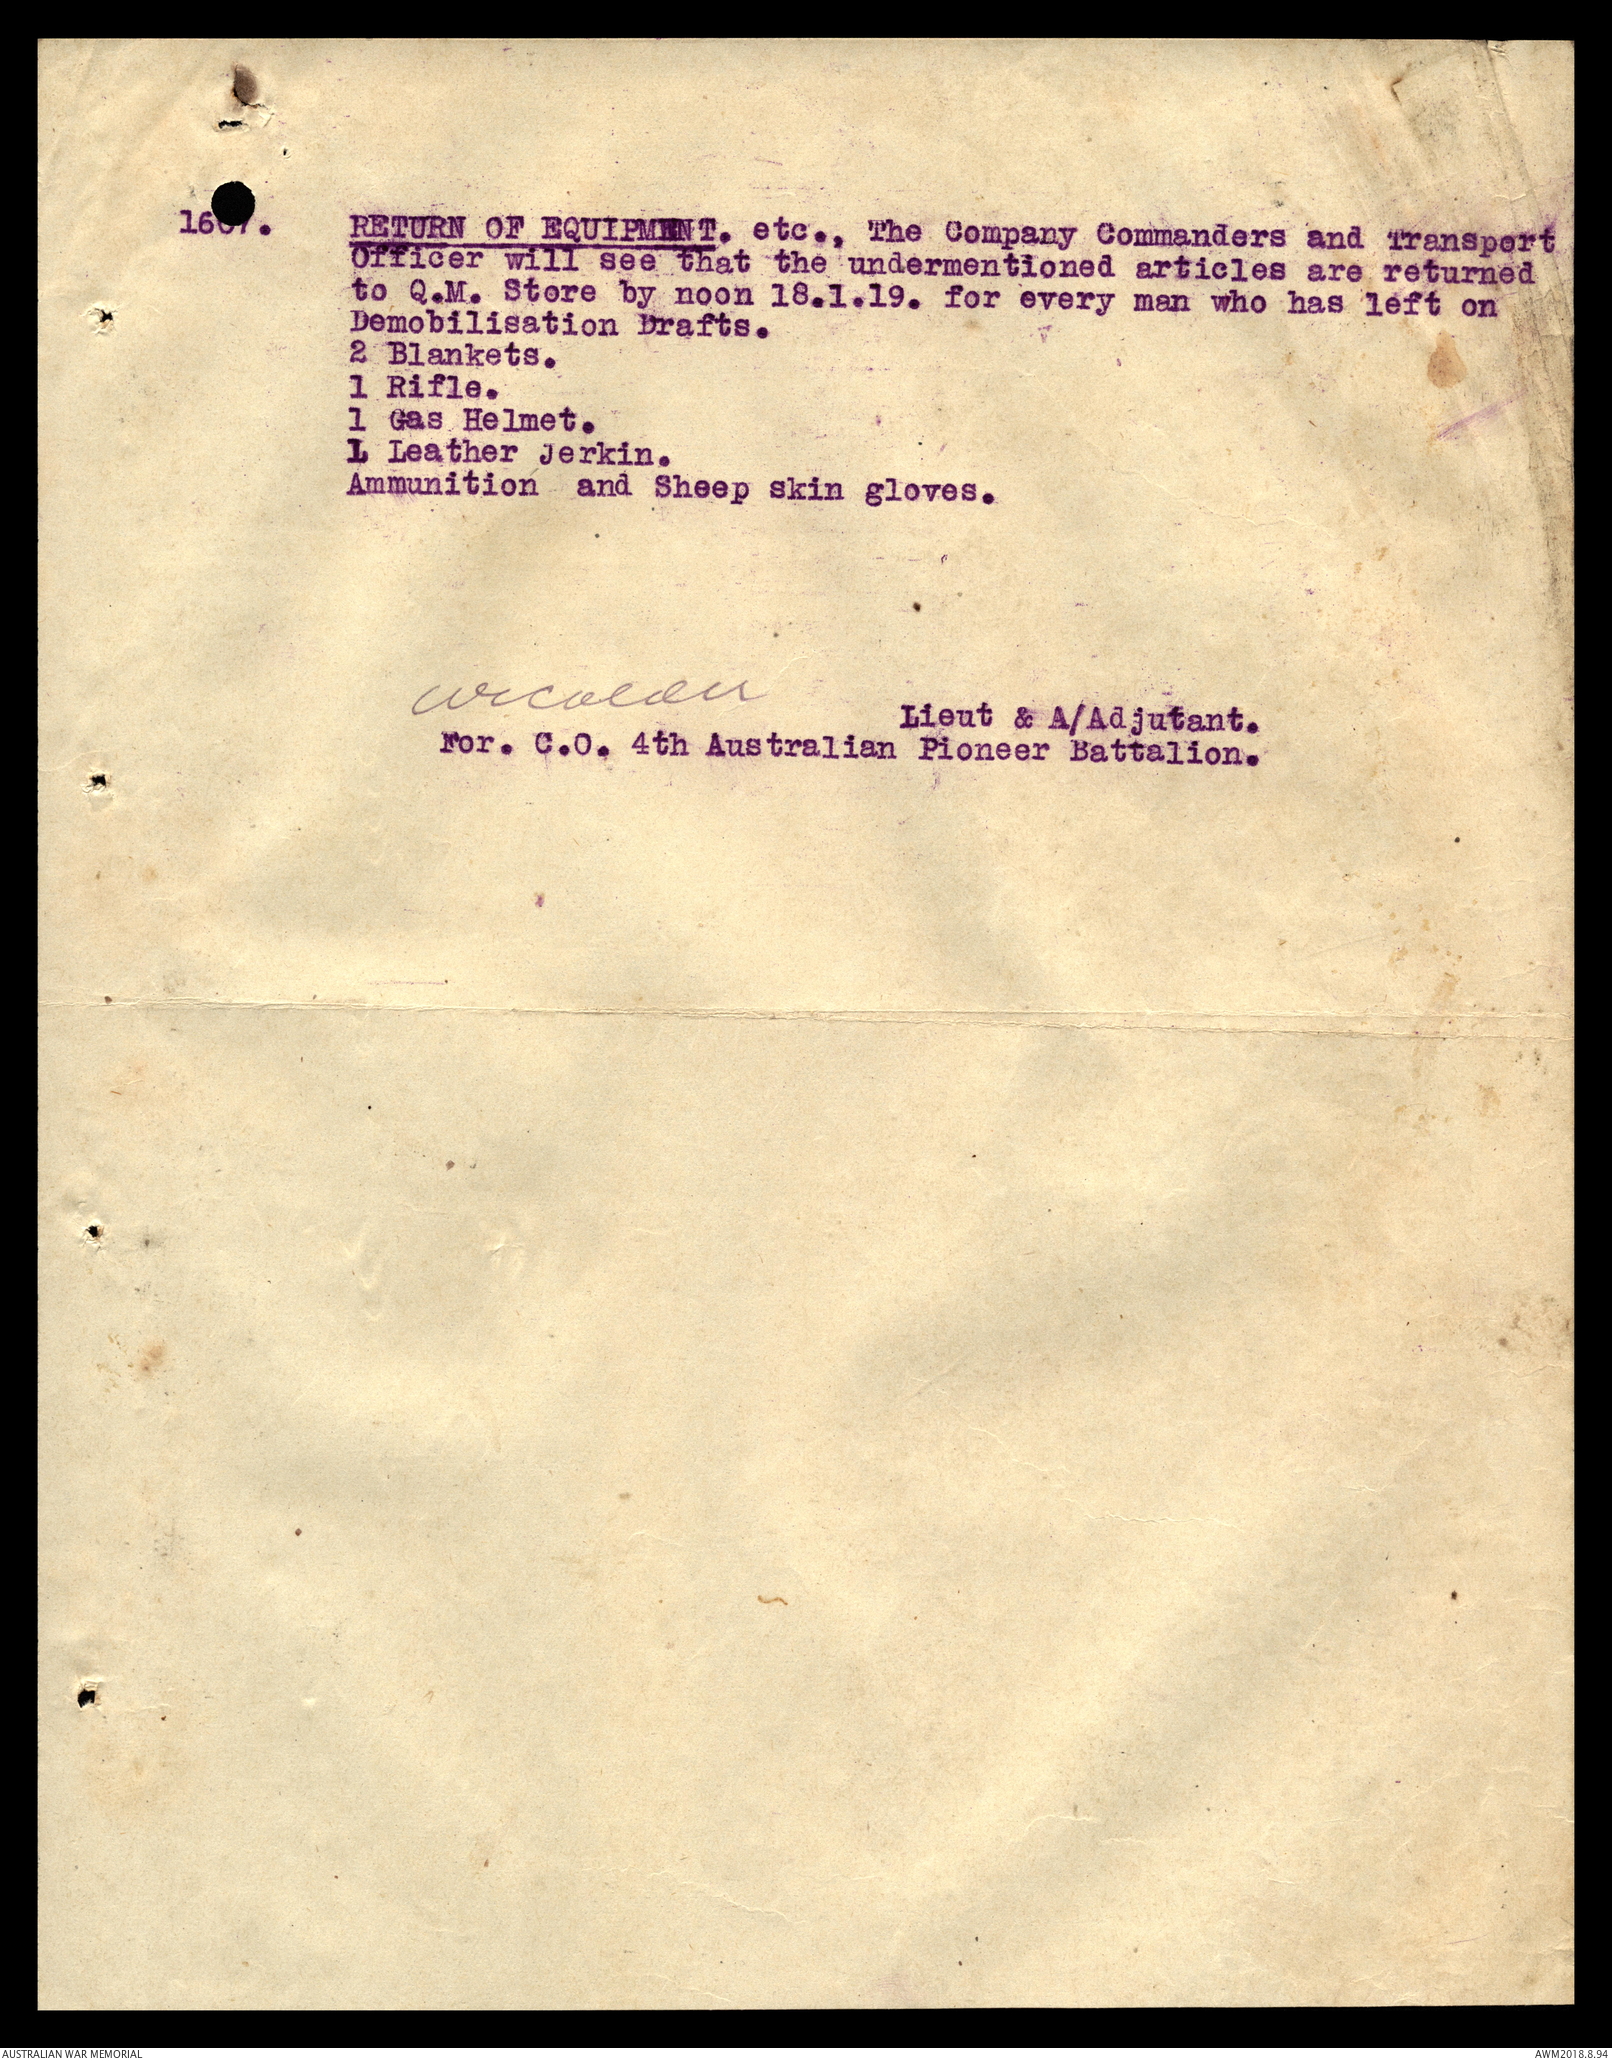 1607. RETURN OF EQUIPMENT. etc., The Company Commanders and Transport
Officer will see that the undermentioned articles are returned
to Q.M. Store by noon 18.1.19. for every man who has left on
Demobilisation Drafts.
2 Blankets.
1 Rifle.
1 Gas Helmet.
1 Leather Jerkin.
Ammunition and Sheep skin gloves.
Lieut & A/Adjutant.
For. C.O. 4th Australian Pioneer Battalion.
AUSTRALIAN WAR MEMORIAL
AWM2018.8.94